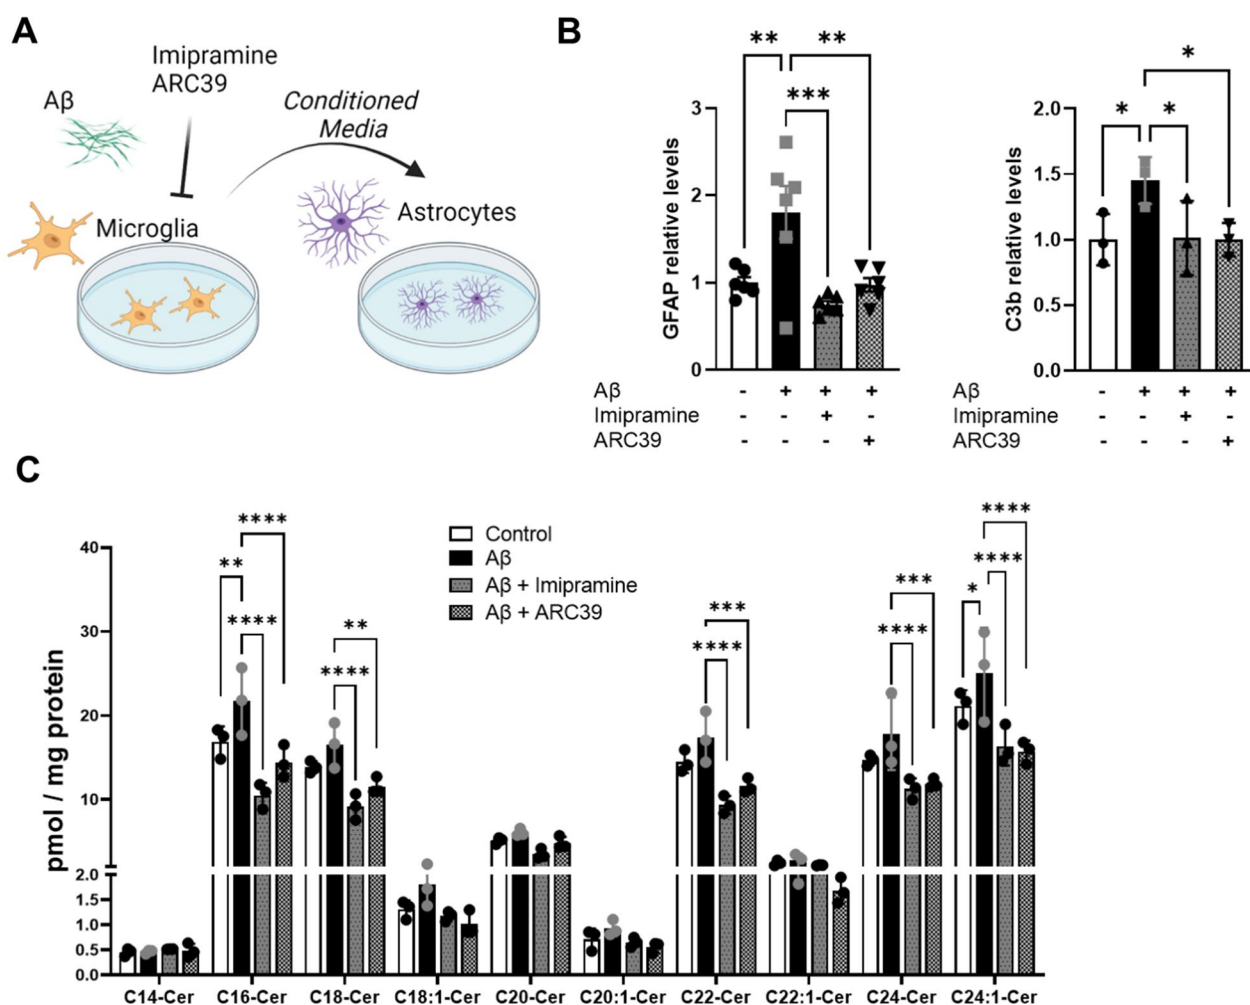 A
Imipramine
ARC39
Aβ
Conditioned
Media
Microglia
Astrocytes
B
** **
***
GFAP relative levels
3
2
1
0
Aβ - + + +
Imipramine - - + -
ARC39 - - - +
*
* *
C3b relative levels
2.0
1.5
1.0
0.5
0.0
Aβ - + + +
Imipramine - - + -
ARC39 - - - +
C
pmol / mg protein
40
30
20
10
2.0
1.5
1.0
0.5
0.0
Control
Aβ
Aβ + Imipramine
Aβ + ARC39
****
**
****
**
****
***
****
***
****
****
****
*
C14-Cer C16-Cer C18-Cer C18:1-Cer C20-Cer C20:1-Cer C22-Cer C22:1-Cer C24-Cer C24:1-Cer